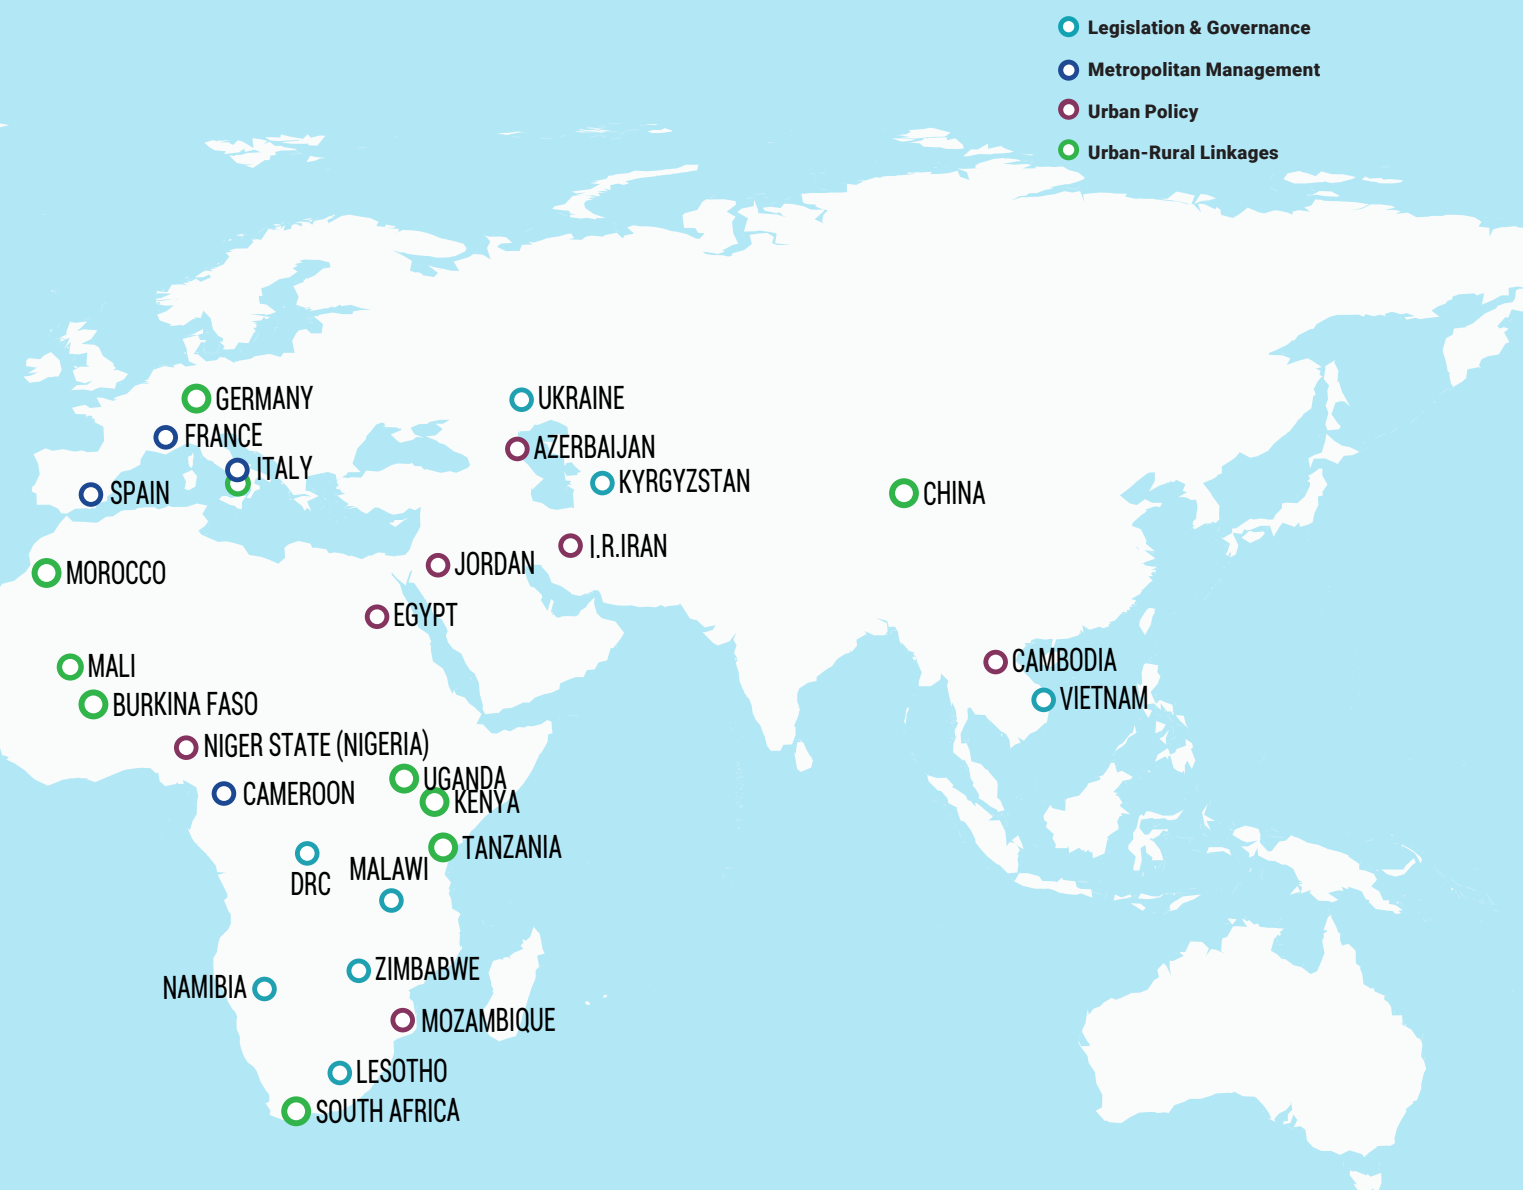 Legislation & Governance
Metropolitan Management
Urban Policy
Urban-Rural Linkages
GERMANY
UKRAINE
FRANCE
AZERBAIJAN
ITALY
KYRGYZSTAN
SPAIN
CHINA
I.R.IRAN
JORDAN
MOROCCO
EGYPT
CAMBODIA
MALI
VIETNAM
BURKINA FASO
NIGER STATE (NIGERIA)
UGANDA
CAMEROON
KENYA
TANZANIA
MALAWI
DRC
ZIMBABWE
NAMIBIA
MOZAMBIQUE
LESOTHO
SOUTH AFRICA